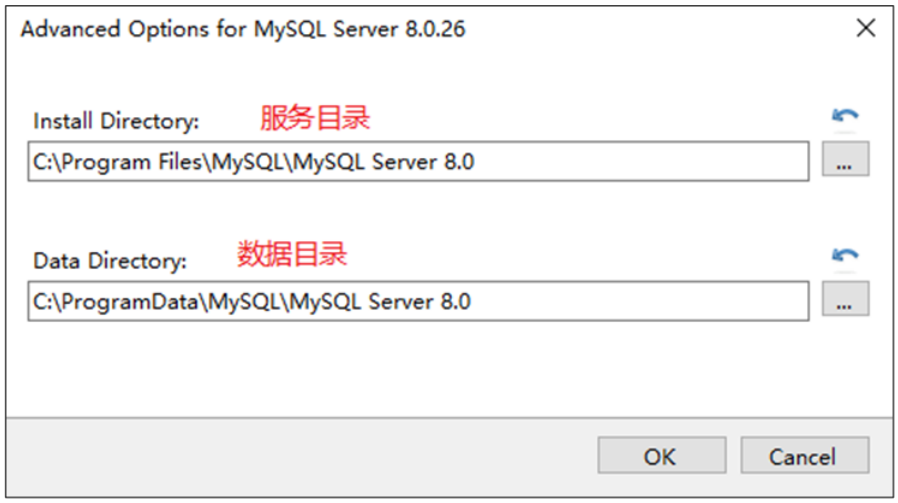 Advanced Options for MySQL Server 8.0.26
Install Directory: 服务目录
C:\Program Files\MySQL\MySQL Server 8.0
...
Data Directory: 数据目录
C:\ProgramData\MySQL\MySQL Server 8.0
...
OK Cancel